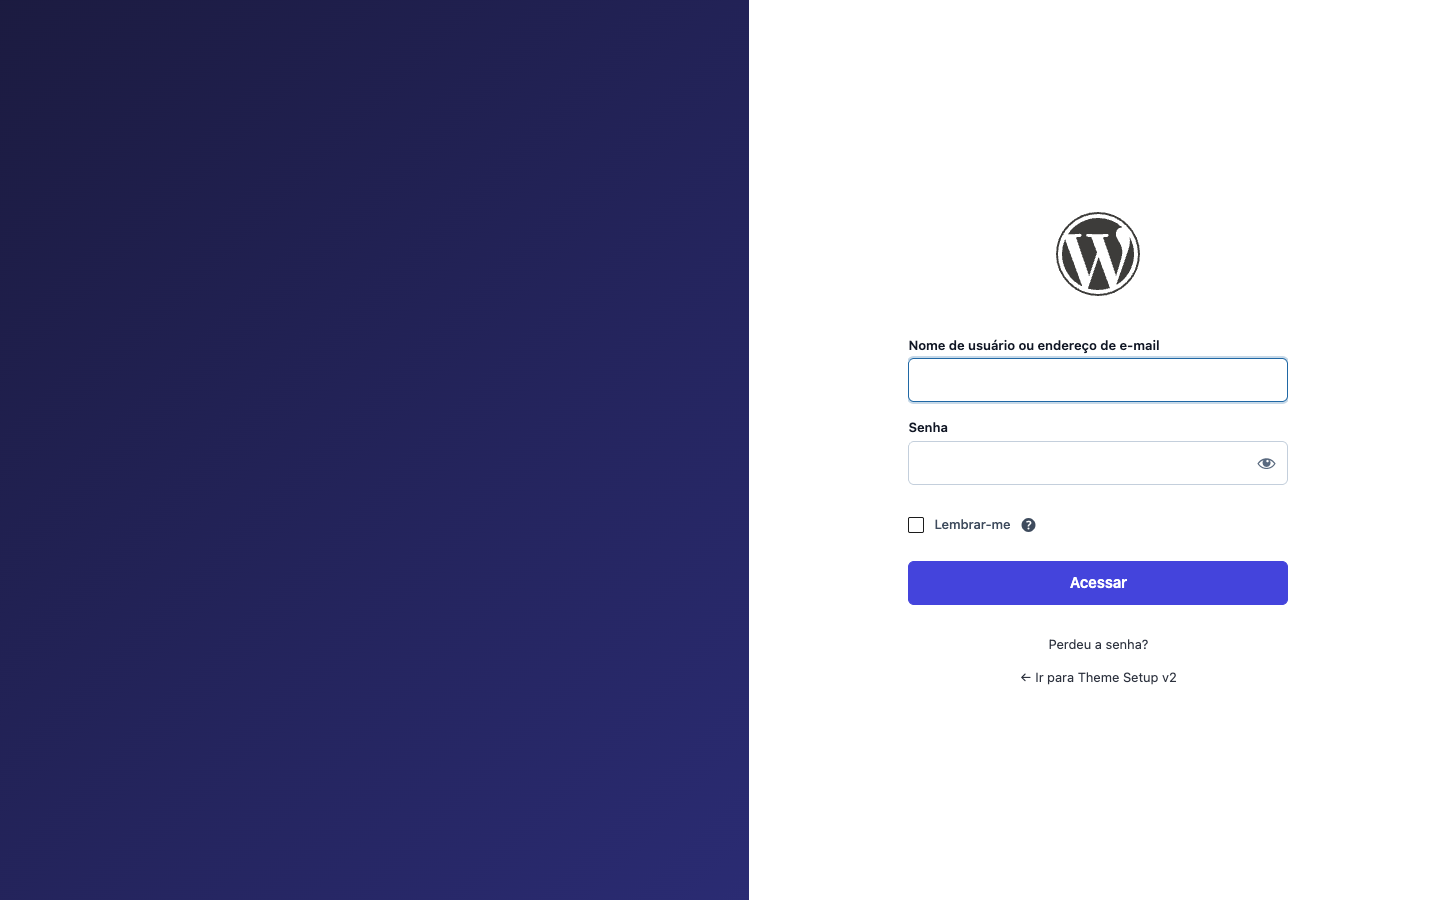 Nome de usuário ou endereço de e-mail
Senha
Lembrar-me
Acessar
Perdeu a senha?
← Ir para Theme Setup v2